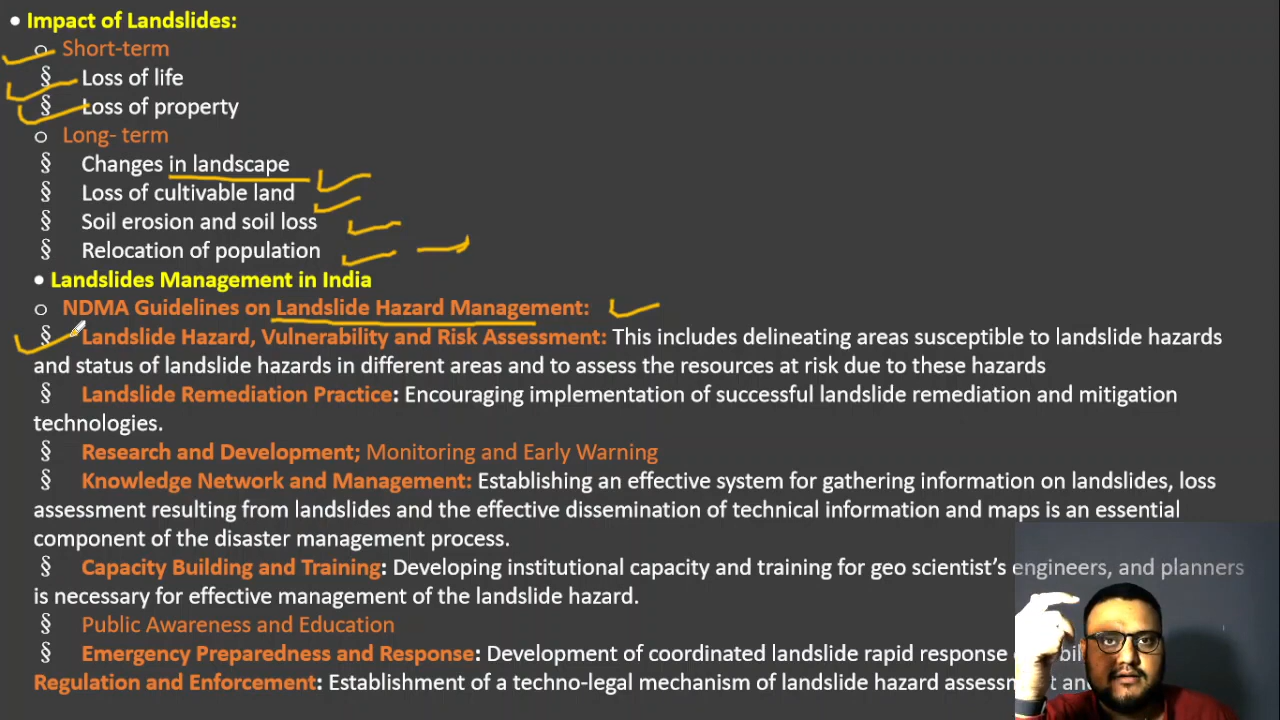 • Impact of Landslides:
o Short-term
§ Loss of life
§ Loss of property
o Long- term
§ Changes in landscape
§ Loss of cultivable land
§ Soil erosion and soil loss
§ Relocation of population
• Landslides Management in India
o NDMA Guidelines on Landslide Hazard Management:
§ Landslide Hazard, Vulnerability and Risk Assessment: This includes delineating areas susceptible to landslide hazards
and status of landslide hazards in different areas and to assess the resources at risk due to these hazards
§ Landslide Remediation Practice: Encouraging implementation of successful landslide remediation and mitigation
technologies.
§ Research and Development; Monitoring and Early Warning
§ Knowledge Network and Management: Establishing an effective system for gathering information on landslides, loss
assessment resulting from landslides and the effective dissemination of technical information and maps is an essential
component of the disaster management process.
§ Capacity Building and Training: Developing institutional capacity and training for geo scientist's engineers, and planners
is necessary for effective management of the landslide hazard.
§ Public Awareness and Education
§ Emergency Preparedness and Response: Development of coordinated landslide rapid response
Regulation and Enforcement: Establishment of a techno-legal mechanism of landslide hazard